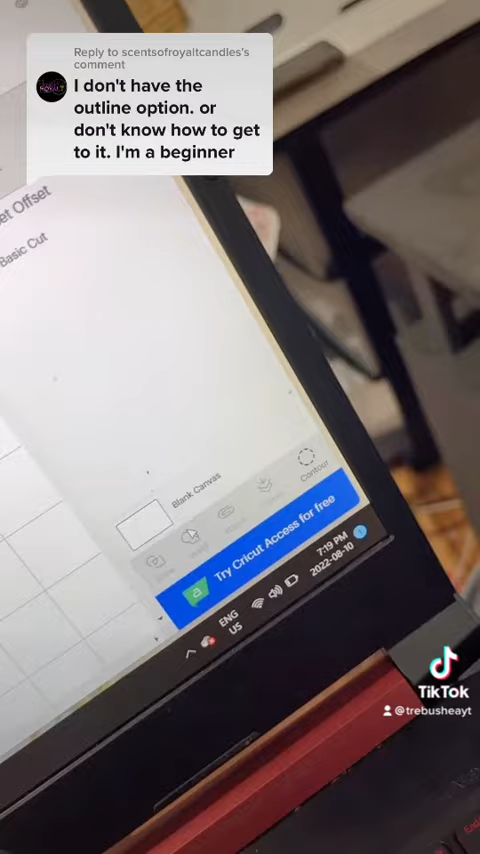 Reply to scentsofroyaltcandles's
comment
I don't have the
outline option. or
don't know how to get
to it. I'm a beginner
et Offset
Basic Cut
Blank Canvas
Contour
Try Cricut Access for free
a
7:19 PM
2022-08-10
ENG
US
TikTok
@trebusheayt
End